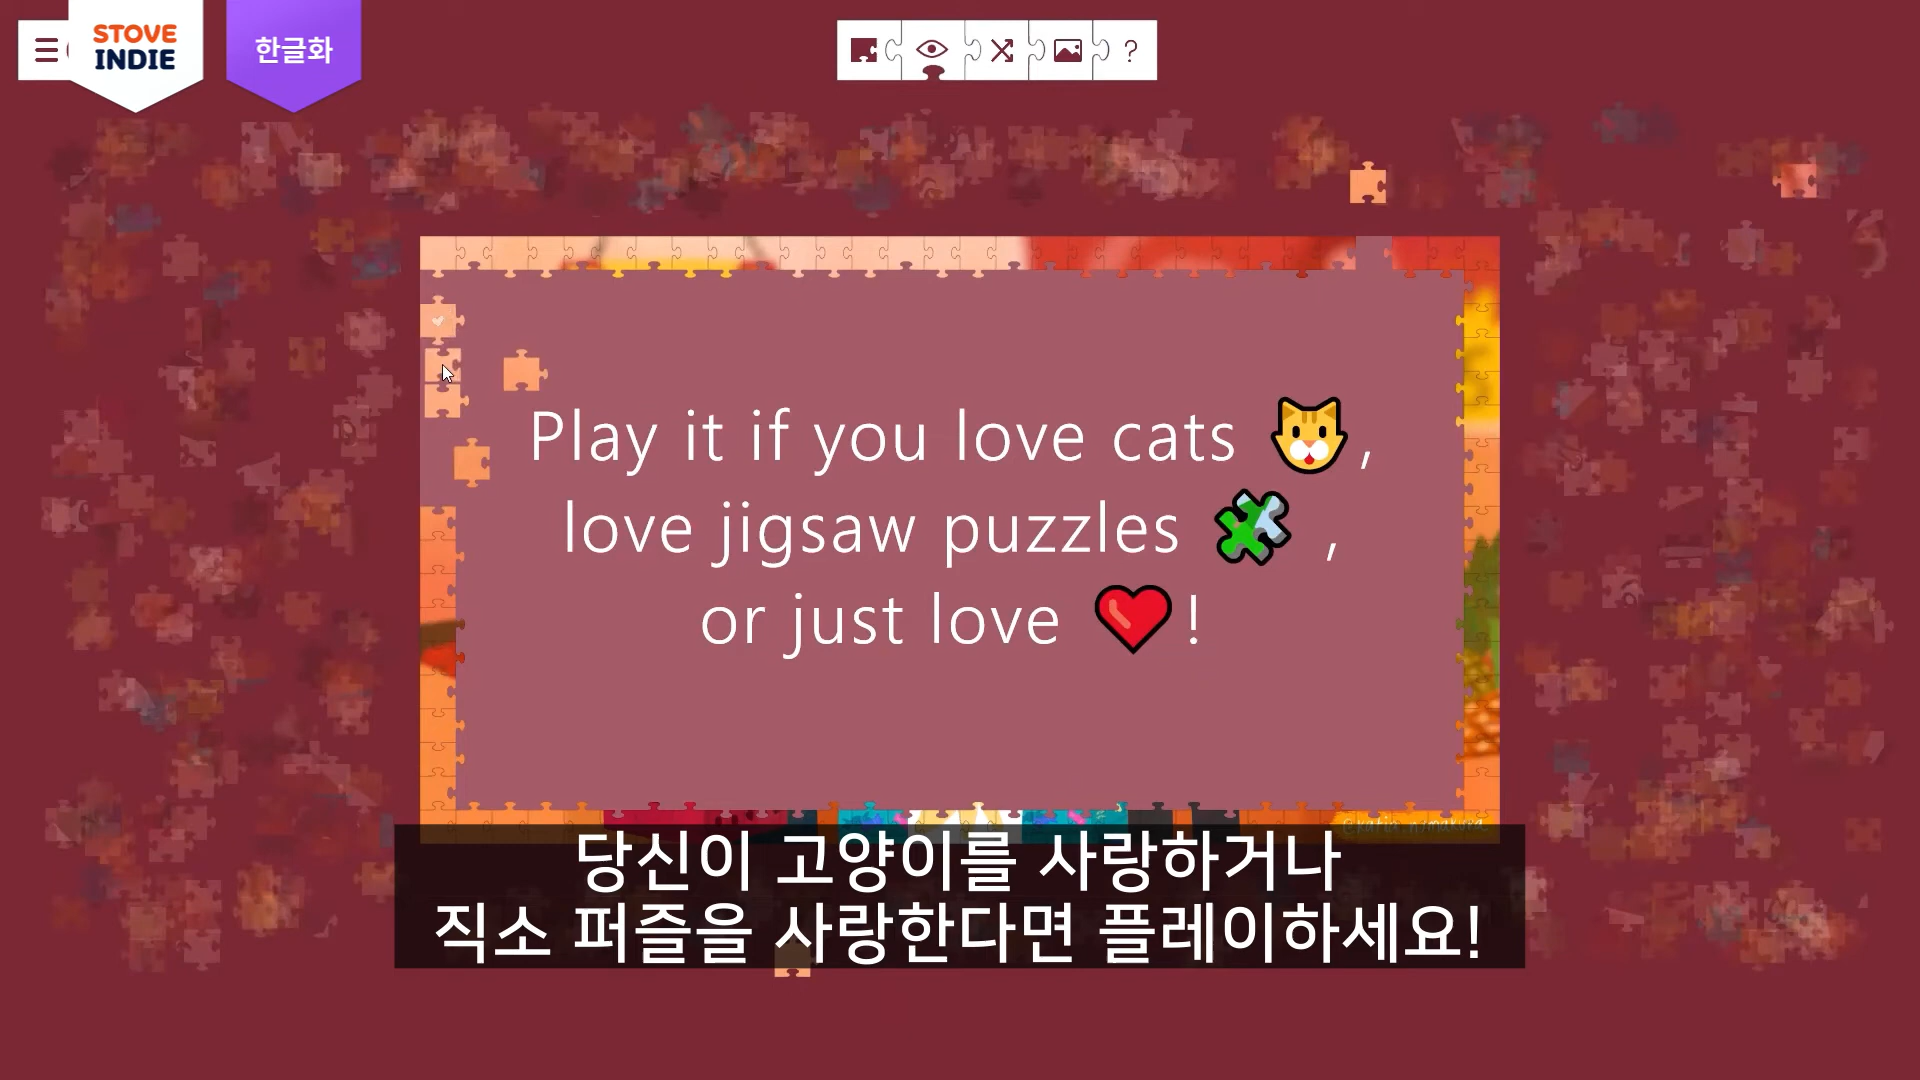 STOVE
INDIE
한글화
?
Play it if you love cats 🐱,
love jigsaw puzzles 🧩 ,
or just love ❤️!
당신이 고양이를 사랑하거나
직소 퍼즐을 사랑한다면 플레이하세요!